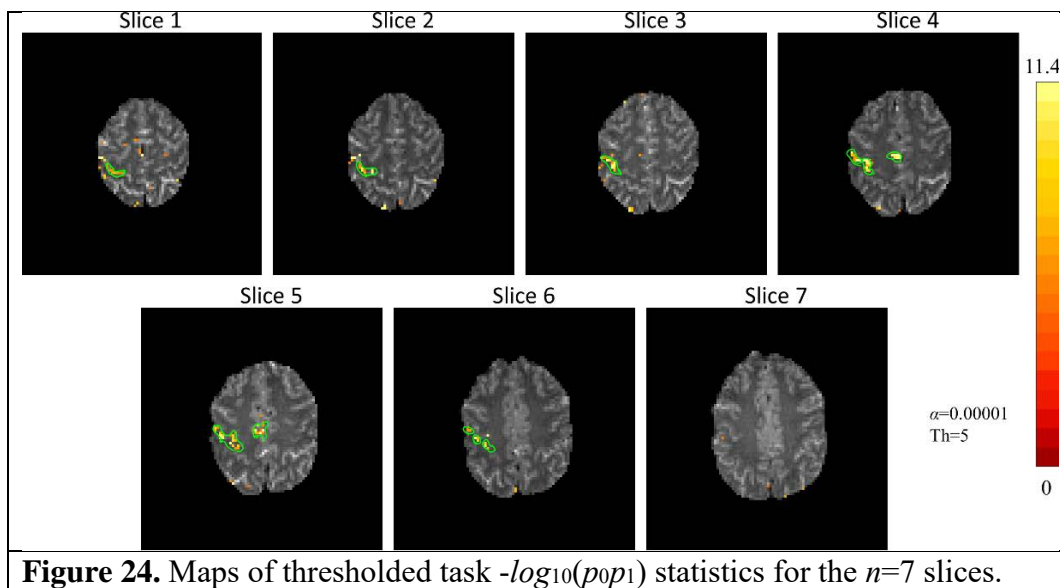 Slice 1
Slice 2
Slice 3
Slice 4
11.4
Slice 5
Slice 6
Slice 7
α=0.00001
Th=5
0
Figure 24. Maps of thresholded task -log10(p0p1) statistics for the n=7 slices.